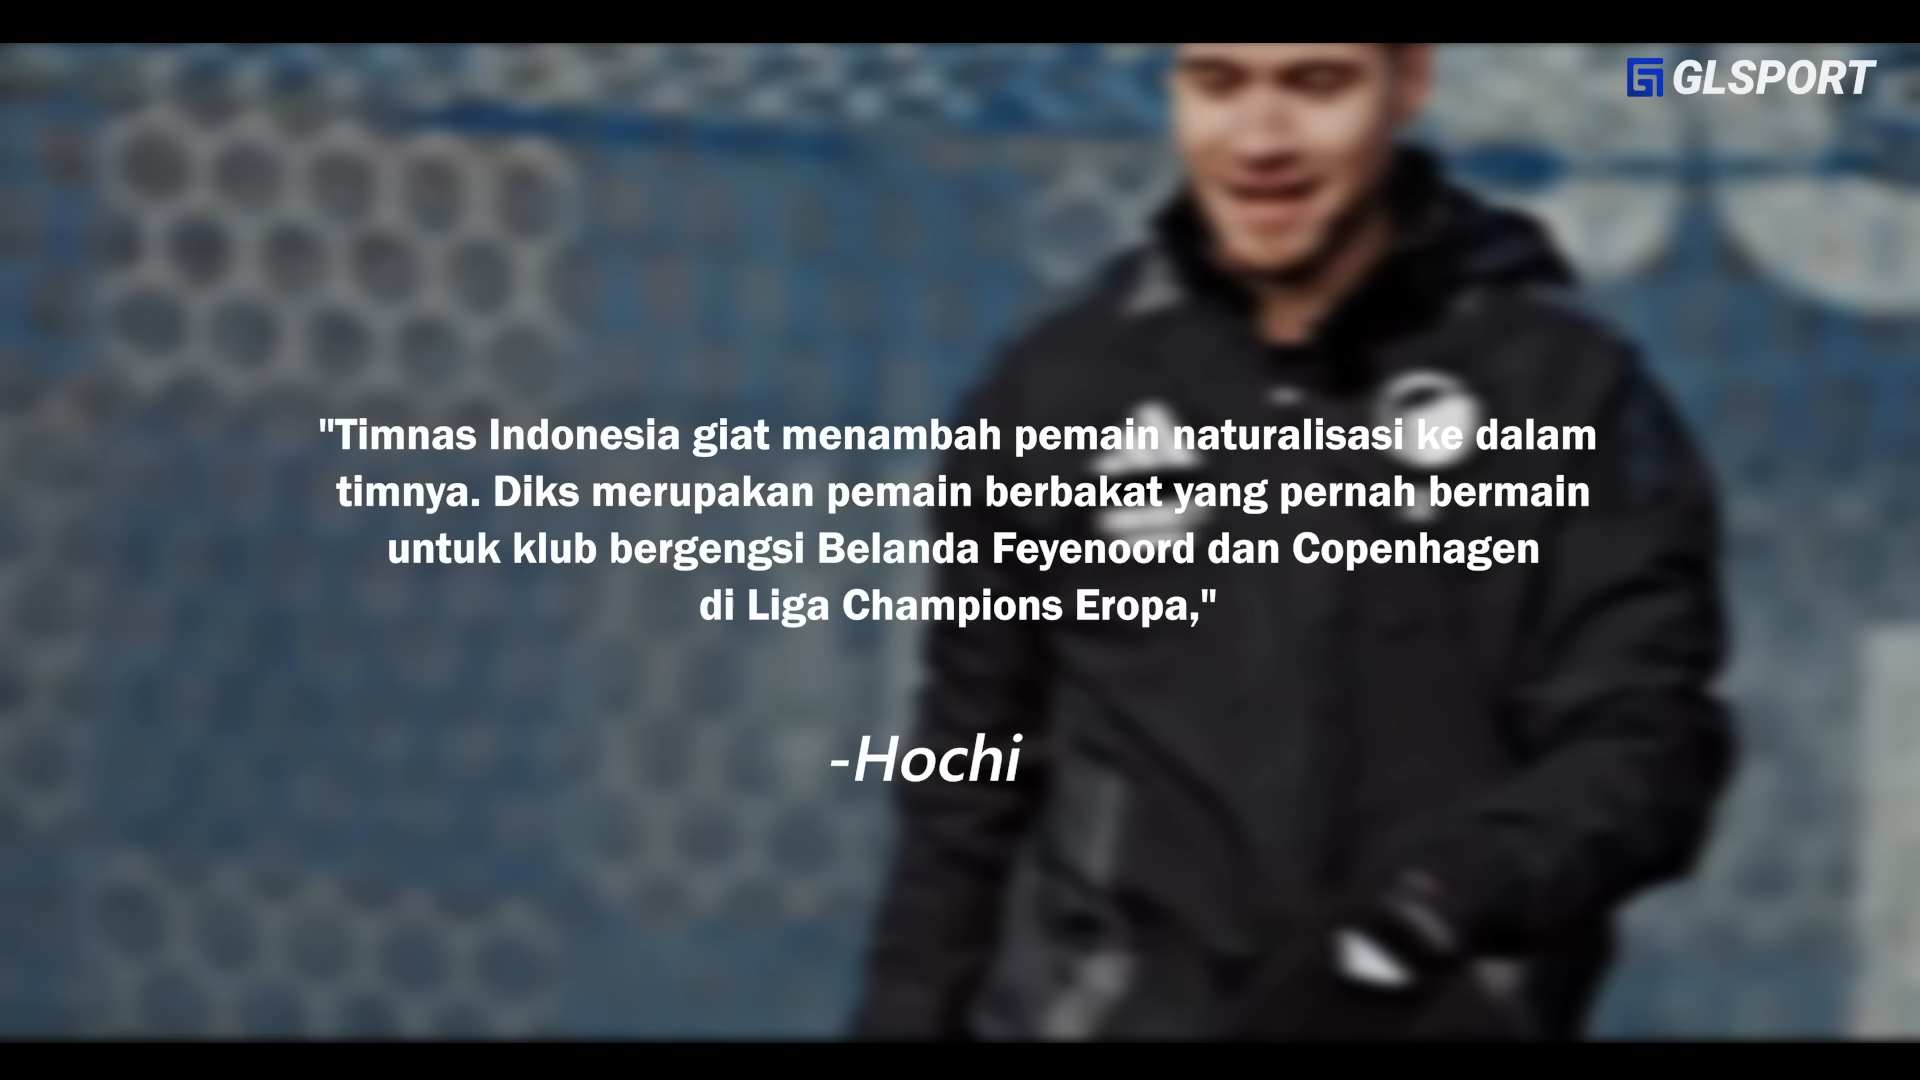 GLSPORT
"Timnas Indonesia giat menambah pemain naturalisasi ke dalam
timnya. Diks merupakan pemain berbakat yang pernah bermain
untuk klub bergengsi Belanda Feyenoord dan Copenhagen
di Liga Champions Eropa,"
-Hochi